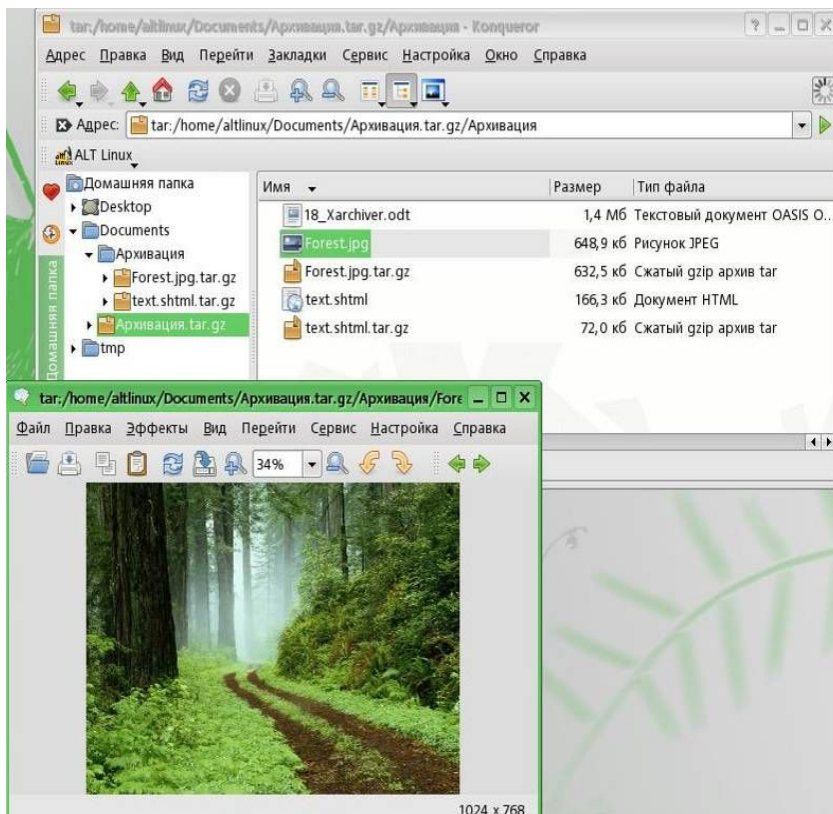 tar:/home/altlinux/Documents/Архивация.tar.gz/Архивация - Konqueror
Адрес Правка Вид Перейти Закладки Сервис Настройка Окно Справка
Адрес: tar:/home/altlinux/Documents/Архивация.tar.gz/Архивация
ALT Linux
Домашняя папка
Домашняя папка
Desktop
Documents
Архивация
Forest.jpg.tar.gz
text.shtml.tar.gz
Архивация.tar.gz
tmp
Имя Размер Тип файла
18_Xarchiver.odt 1,4 Мб Текстовый документ OASIS O...
Forest.jpg 648,9 кб Рисунок JPEG
Forest.jpg.tar.gz 632,5 кб Сжатый gzip архив tar
text.shtml 166,3 кб Документ HTML
text.shtml.tar.gz 72,0 кб Сжатый gzip архив tar
tar:/home/altlinux/Documents/Архивация.tar.gz/Архивация/Fore
Файл Правка Эффекты Вид Перейти Сервис Настройка Справка
34%
1024 x 768